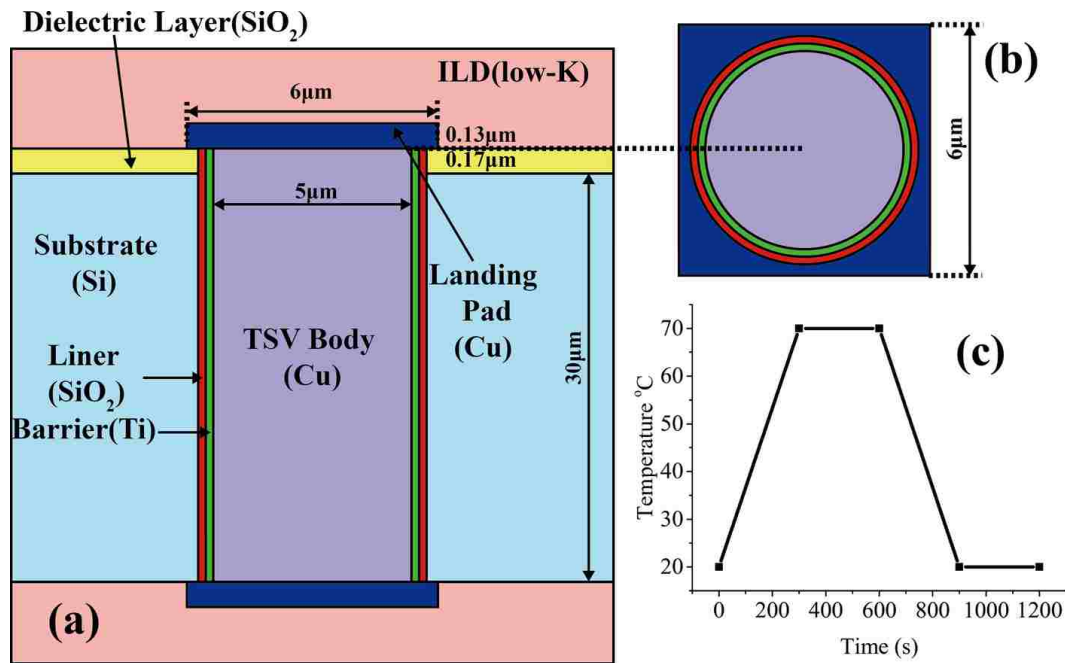 Dielectric Layer(SiO₂)
ILD(low-K)
6μm
0.13μm
0.17μm
5μm
Substrate
(Si)
Landing
Pad
(Cu)
TSV Body
(Cu)
30μm
Liner
(SiO₂)
Barrier(Ti)
(a)
(b)
6μm
(c)
Temperature °C
70
60
50
40
30
20
0 200 400 600 800 1000 1200
Time (s)